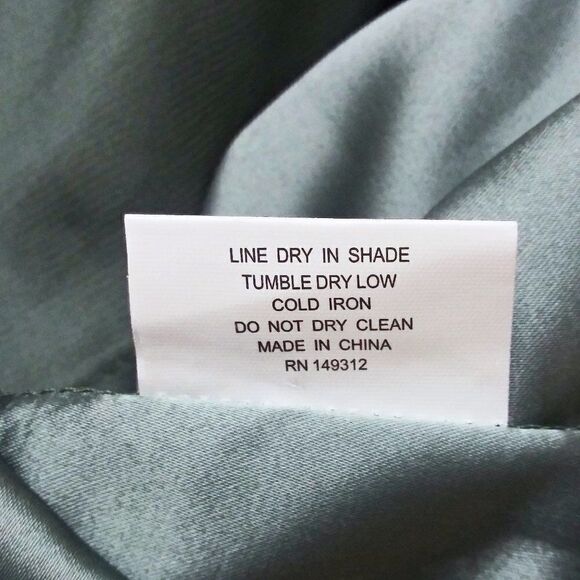 LINE DRY IN SHADE
TUMBLE DRY LOW
COLD IRON
DO NOT DRY CLEAN
MADE IN CHINA
RN 149312